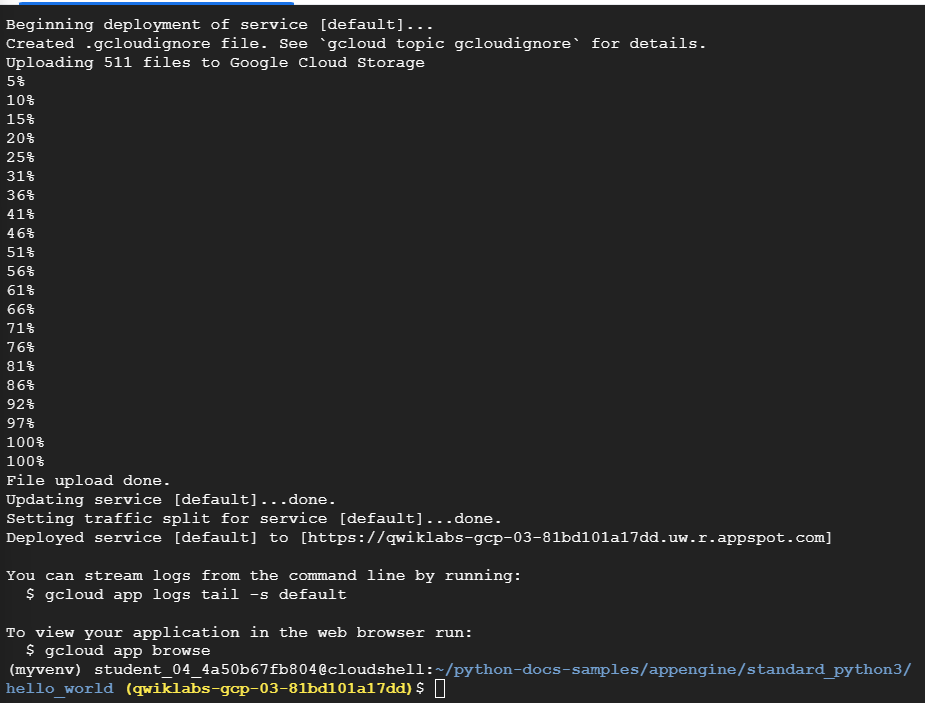 Beginning deployment of service [default]...
Created .gcloudignore file. See `gcloud topic gcloudignore` for details.
Uploading 511 files to Google Cloud Storage
5%
10%
15%
20%
25%
31%
36%
41%
46%
51%
56%
61%
66%
71%
76%
81%
86%
92%
97%
100%
100%
File upload done.
Updating service [default]...done.
Setting traffic split for service [default]...done.
Deployed service [default] to [https://qwiklabs-gcp-03-81bd101a17dd.uw.r.appspot.com]
You can stream logs from the command line by running:
  $ gcloud app logs tail -s default
To view your application in the web browser run:
  $ gcloud app browse
(myvenv) student_04_4a50b67fb804@cloudshell:~/python-docs-samples/appengine/standard_python3/
hello_world (qwiklabs-gcp-03-81bd101a17dd)$